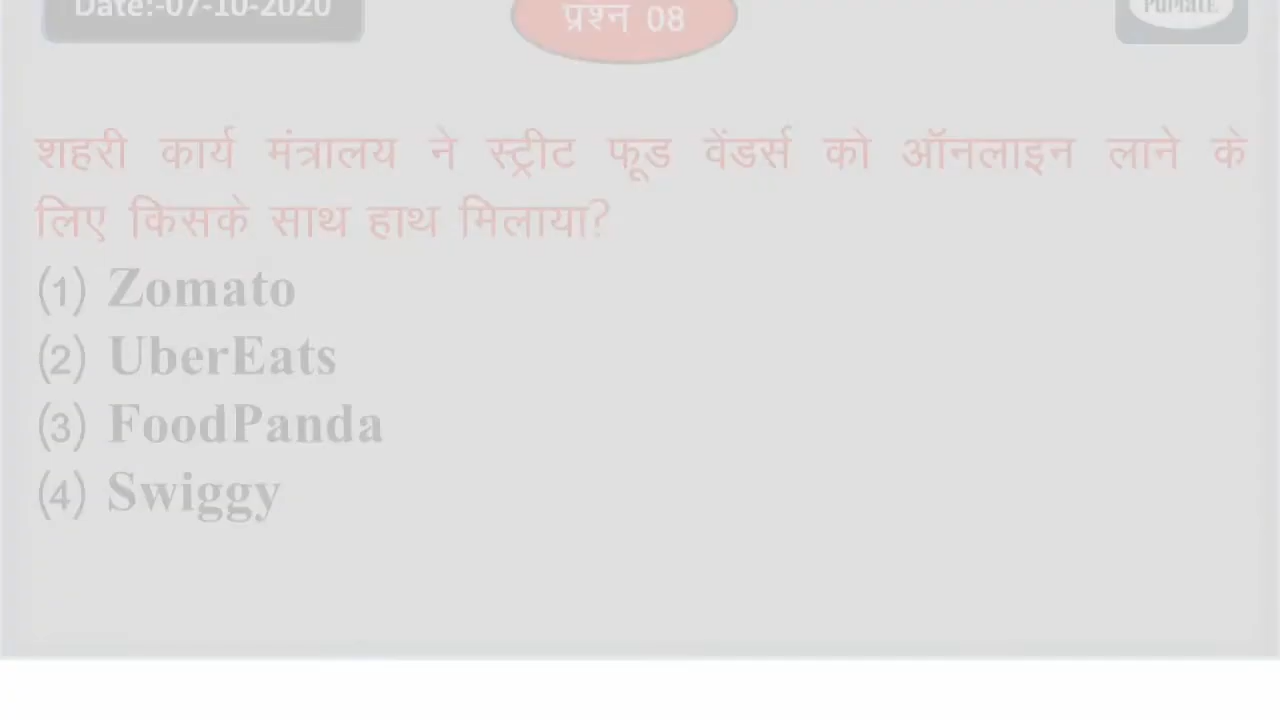 Date:-07-10-2020
प्रश्न 08
PUMATE
शहरी कार्य मंत्रालय ने स्ट्रीट फूड वेंडर्स को ऑनलाइन लाने के
लिए किसके साथ हाथ मिलाया?
(1) Zomato
(2) UberEats
(3) FoodPanda
(4) Swiggy